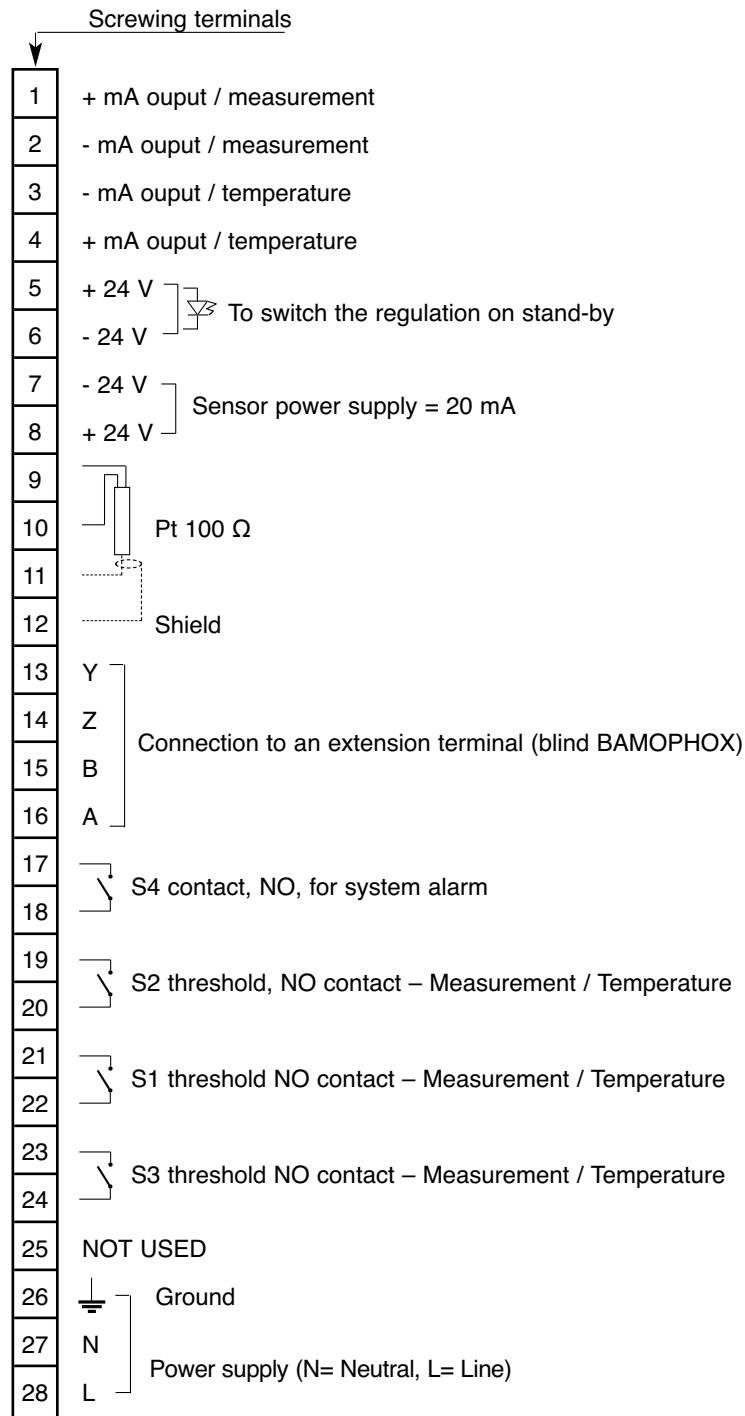 Screwing terminals
1 + mA ouput / measurement
2 - mA ouput / measurement
3 - mA ouput / temperature
4 + mA ouput / temperature
5 + 24 V
To switch the regulation on stand-by
6 - 24 V
7 - 24 V
Sensor power supply = 20 mA
8 + 24 V
9
10 Pt 100 Ω
11
12 Shield
13 Y
14 Z
Connection to an extension terminal (blind BAMOPHOX)
15 B
16 A
17
S4 contact, NO, for system alarm
18
19
S2 threshold, NO contact – Measurement / Temperature
20
21
S1 threshold NO contact – Measurement / Temperature
22
23
S3 threshold NO contact – Measurement / Temperature
24
25 NOT USED
26 Ground
27 N
Power supply (N= Neutral, L= Line)
28 L